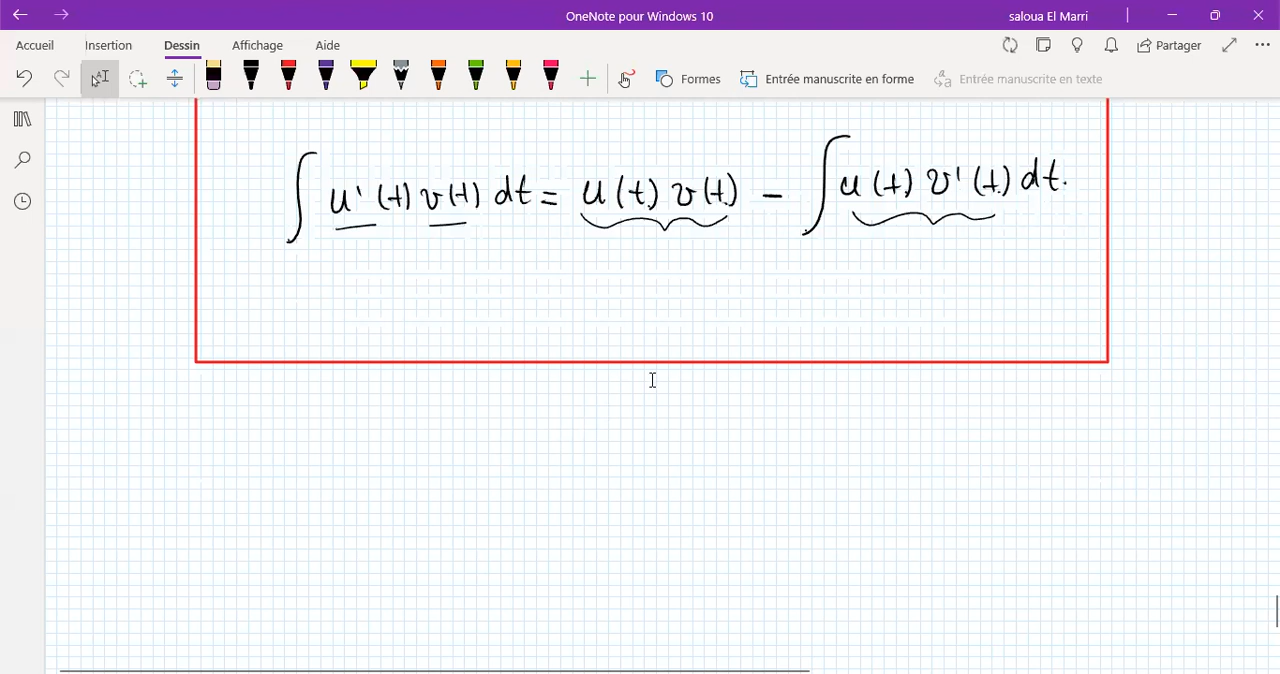 OneNote pour Windows 10
saloua El Marri
Accueil Insertion Dessin Affichage Aide
Partager
Formes Entrée manuscrite en forme Entrée manuscrite en texte
∫ u'(t) v(t) dt = u(t) v(t) - ∫ u(t) v'(t) dt.